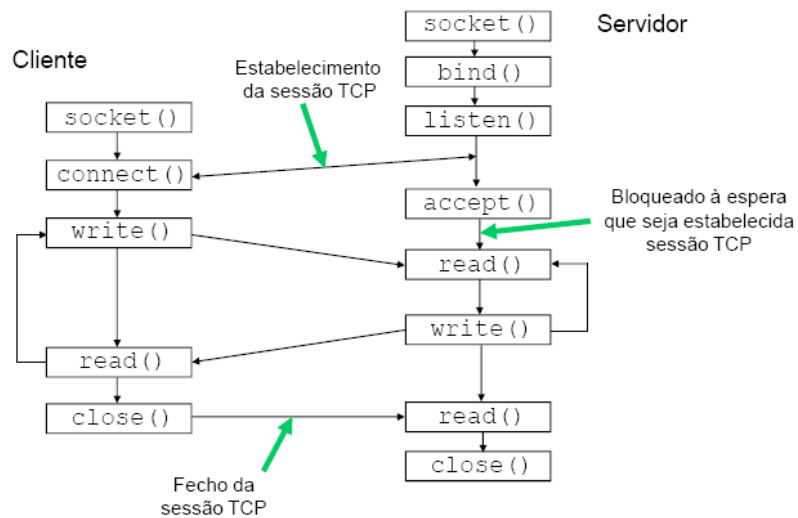 Cliente
socket()
connect()
write()
read()
close()
Estabelecimento
da sessão TCP
Servidor
socket()
bind()
listen()
accept()
Bloqueado à espera
que seja estabelecida
sessão TCP
read()
write()
read()
close()
Fecho da
sessão TCP